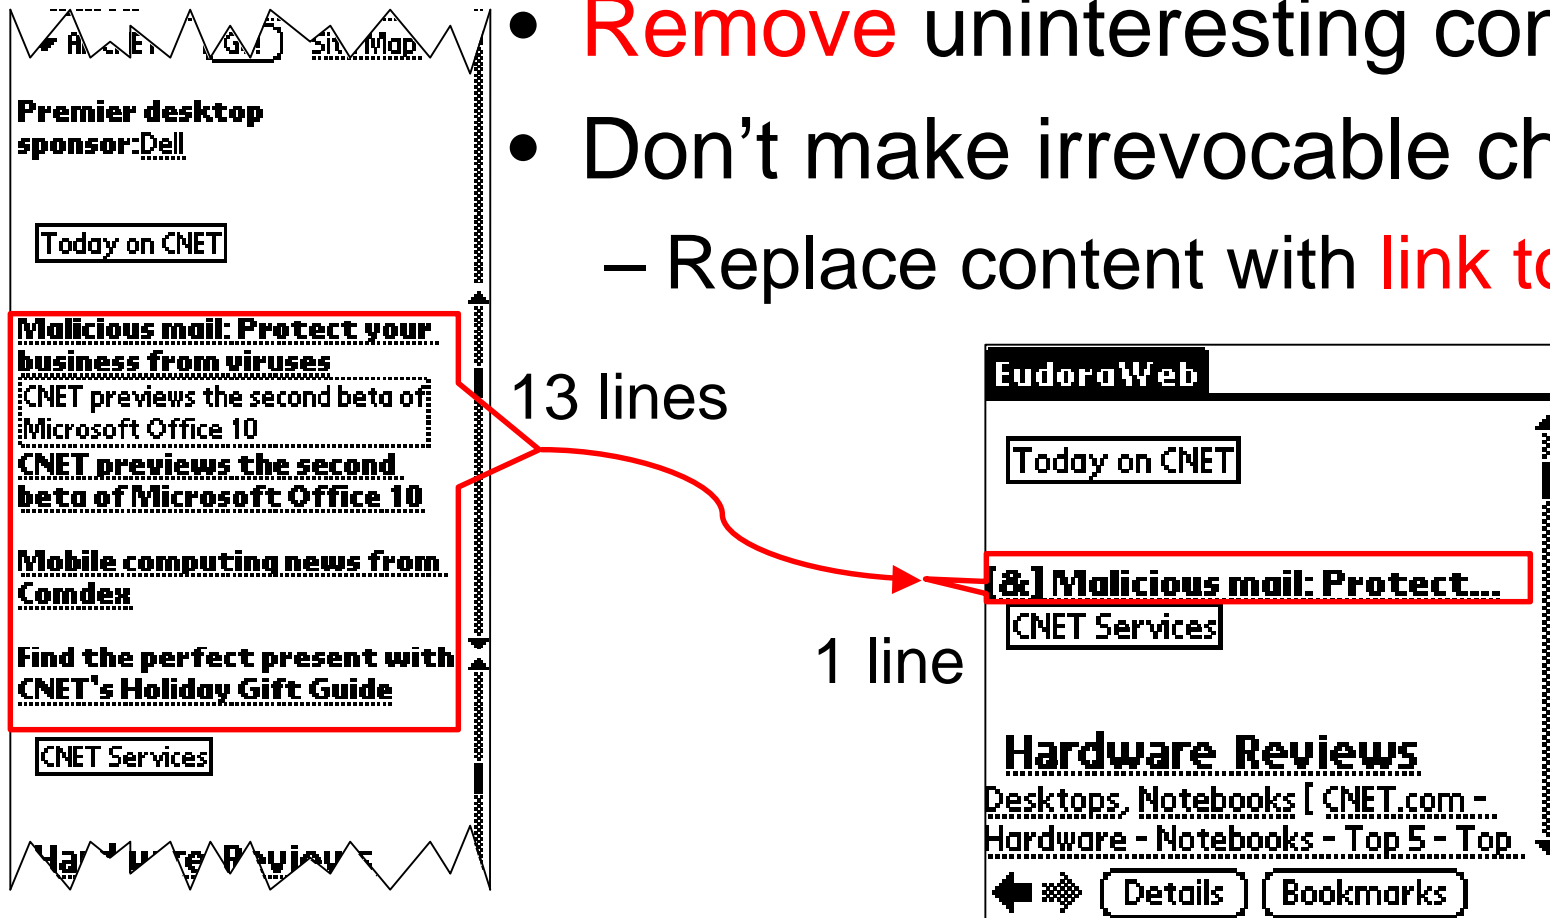 • Remove uninteresting
• Don't make irrevocable
– Replace content with link
Premier desktop
sponsor:Dell
Today on CNET
Malicious mail: Protect your
business from viruses
CNET previews the second beta of
Microsoft Office 10
CNET previews the second
beta of Microsoft Office 10
Mobile computing news from
Comdex
Find the perfect present with
CNET's Holiday Gift Guide
CNET Services
Hardware Reviews
13 lines
1 line
EudoraWeb
Today on CNET
[&] Malicious mail: Protect....
CNET Services
Hardware Reviews
Desktops, Notebooks [ CNET.com -
Hardware - Notebooks - Top 5 - Top
Details Bookmarks